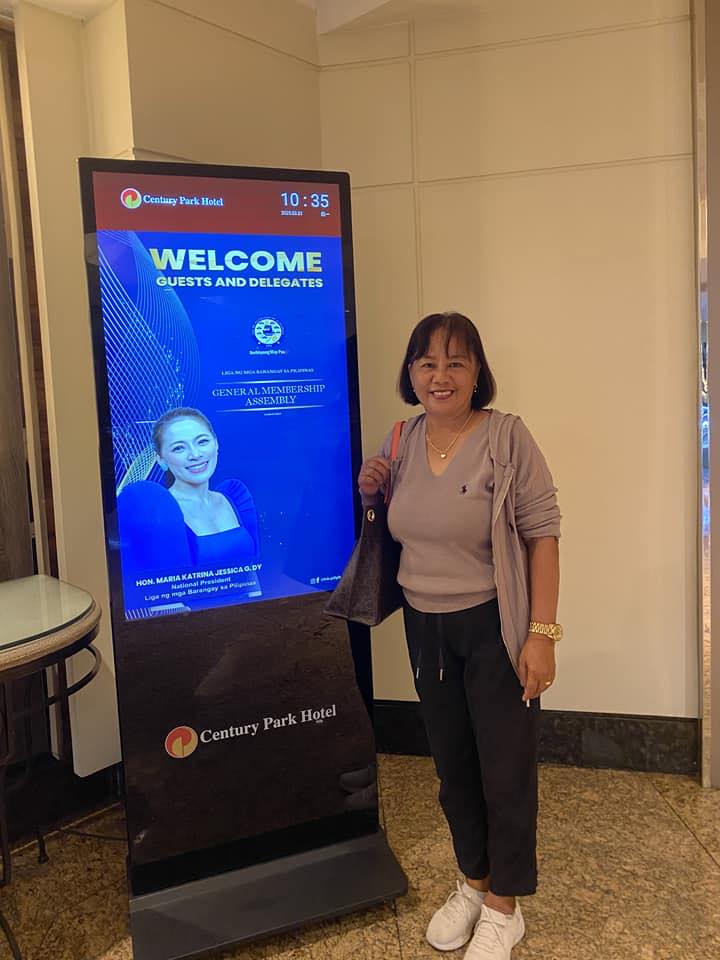 Century Park Hotel
10:35
WELCOME
GUESTS AND DELEGATES
LIGA NG MGA BARANGAY SA PILIPINAS
GENERAL MEMBERSHIP
ASSEMBLY
HON. MARIA KATRINA JESSICA G. DY
National President
Liga ng mga Barangay sa Pilipinas
Century Park Hotel